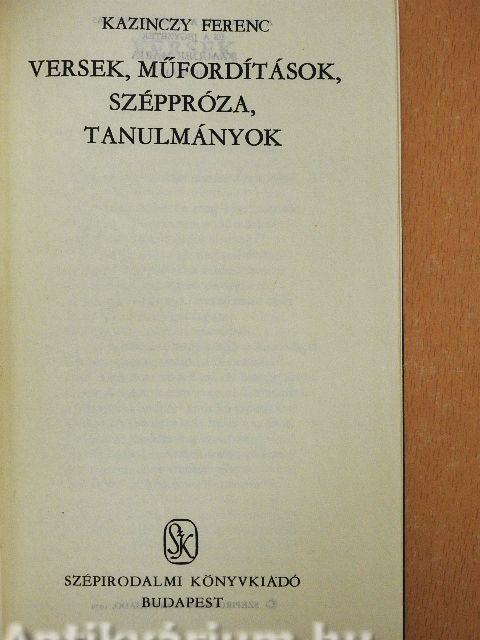 KAZINCZY FERENC
VERSEK, MŰFORDÍTÁSOK,
SZÉPPRÓZA,
TANULMÁNYOK
SZK
SZÉPIRODALMI KÖNYVKIADÓ
BUDAPEST
Antikvárium.hu